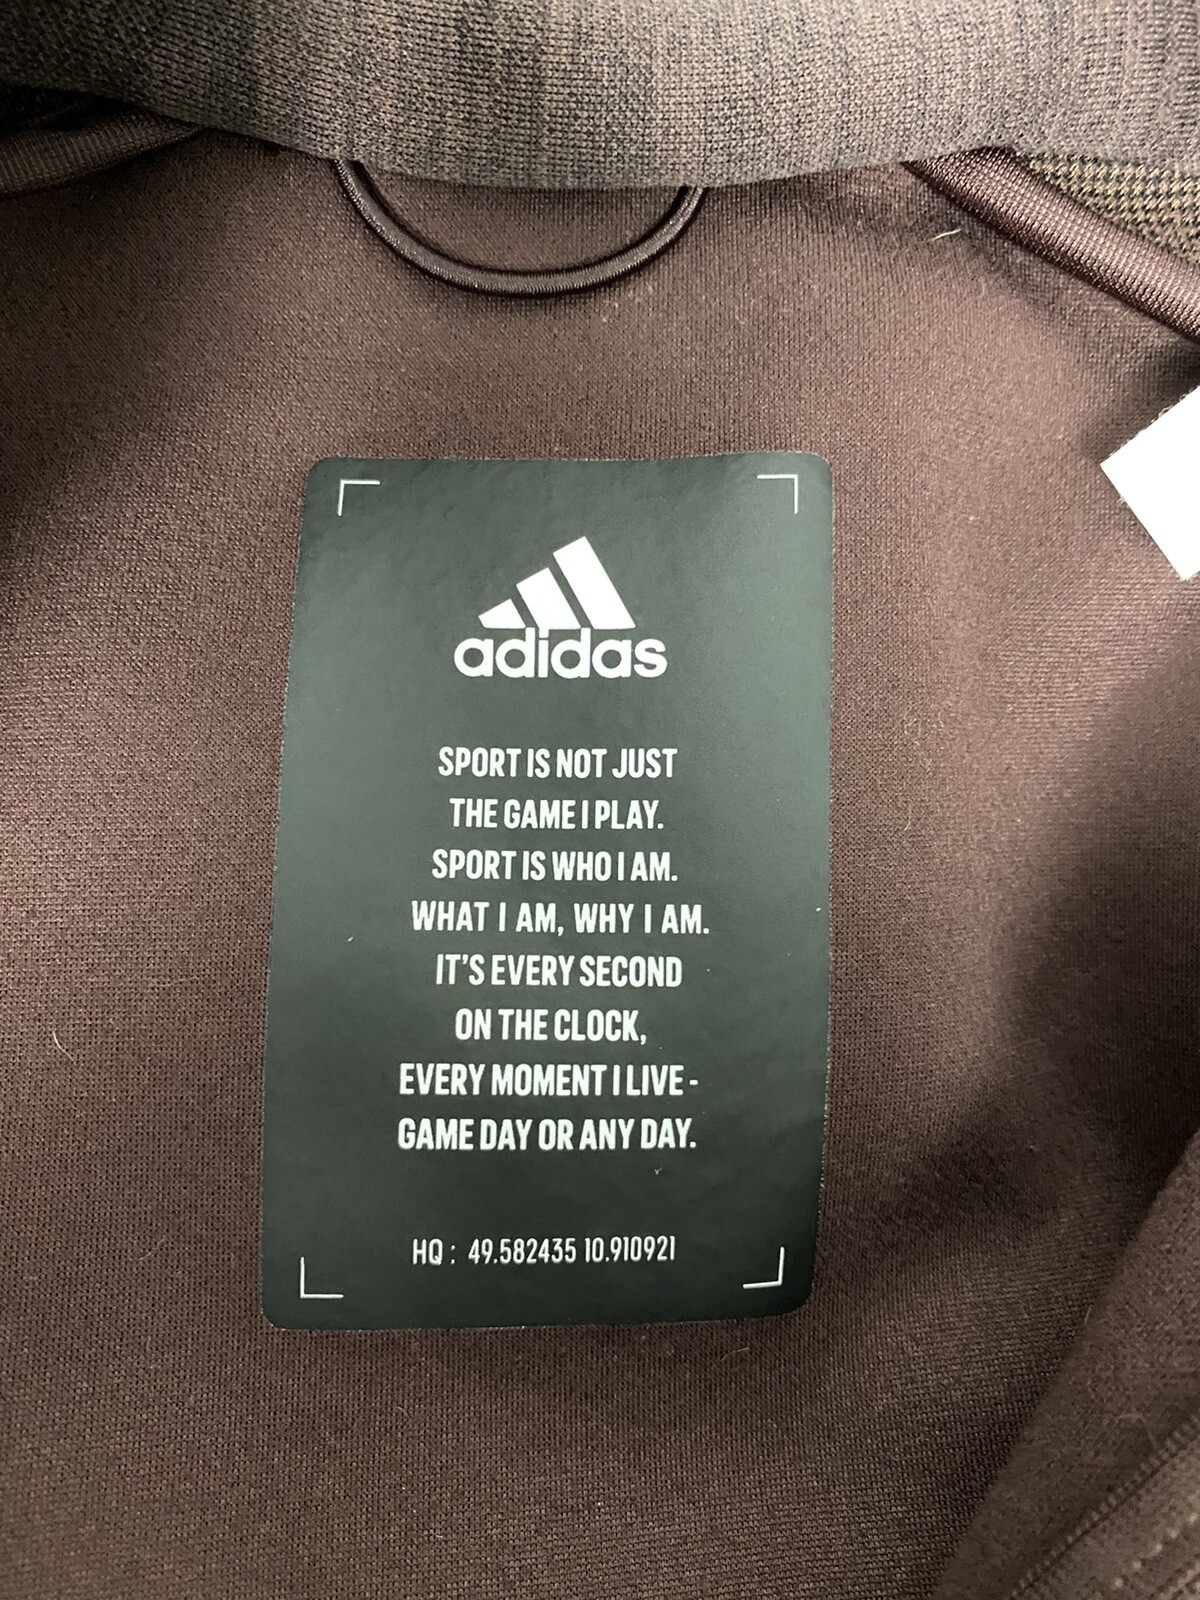 adidas
SPORT IS NOT JUST
THE GAME I PLAY.
SPORT IS WHO I AM.
WHAT I AM, WHY I AM.
IT'S EVERY SECOND
ON THE CLOCK,
EVERY MOMENT I LIVE -
GAME DAY OR ANY DAY.
HQ : 49.582435 10.910921